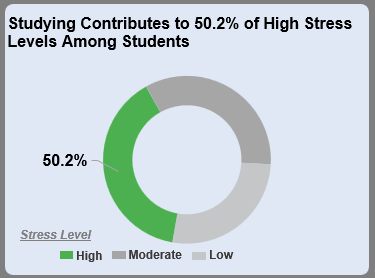 Studying Contributes to 50.2% of High Stress
Levels Among Students
50.2%
Stress Level
High Moderate Low